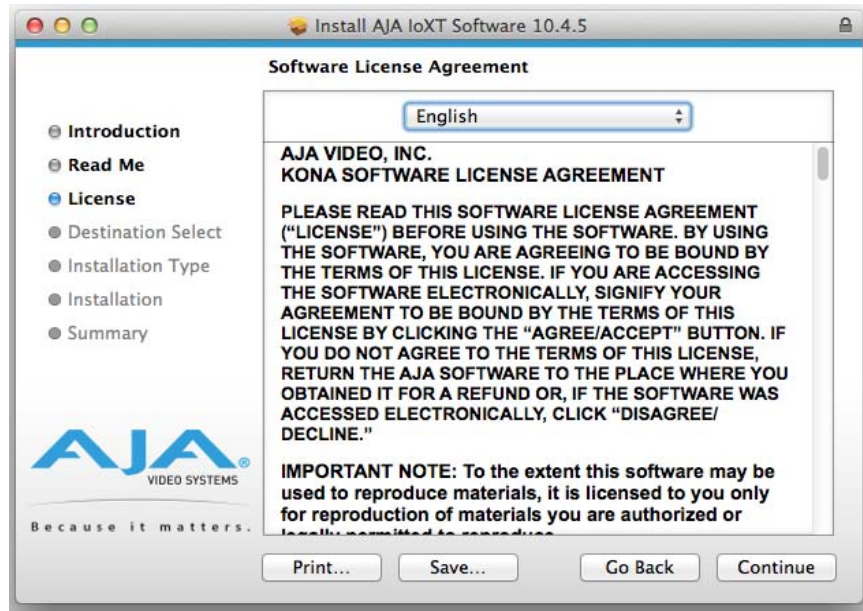 Install AJA IoXT Software 10.4.5
Software License Agreement
Introduction
Read Me
License
Destination Select
Installation Type
Installation
Summary
AJA®
VIDEO SYSTEMS
Because it matters.
English
AJA VIDEO, INC.
KONA SOFTWARE LICENSE AGREEMENT
PLEASE READ THIS SOFTWARE LICENSE AGREEMENT
("LICENSE") BEFORE USING THE SOFTWARE. BY USING
THE SOFTWARE, YOU ARE AGREEING TO BE BOUND BY
THE TERMS OF THIS LICENSE. IF YOU ARE ACCESSING
THE SOFTWARE ELECTRONICALLY, SIGNIFY YOUR
AGREEMENT TO BE BOUND BY THE TERMS OF THIS
LICENSE BY CLICKING THE “AGREE/ACCEPT” BUTTON. IF
YOU DO NOT AGREE TO THE TERMS OF THIS LICENSE,
RETURN THE AJA SOFTWARE TO THE PLACE WHERE YOU
OBTAINED IT FOR A REFUND OR, IF THE SOFTWARE WAS
ACCESSED ELECTRONICALLY, CLICK “DISAGREE/
DECLINE.”
IMPORTANT NOTE: To the extent this software may be
used to reproduce materials, it is licensed to you only
for reproduction of materials you are authorized or
legally permitted to reproduce
Print...
Save...
Go Back
Continue